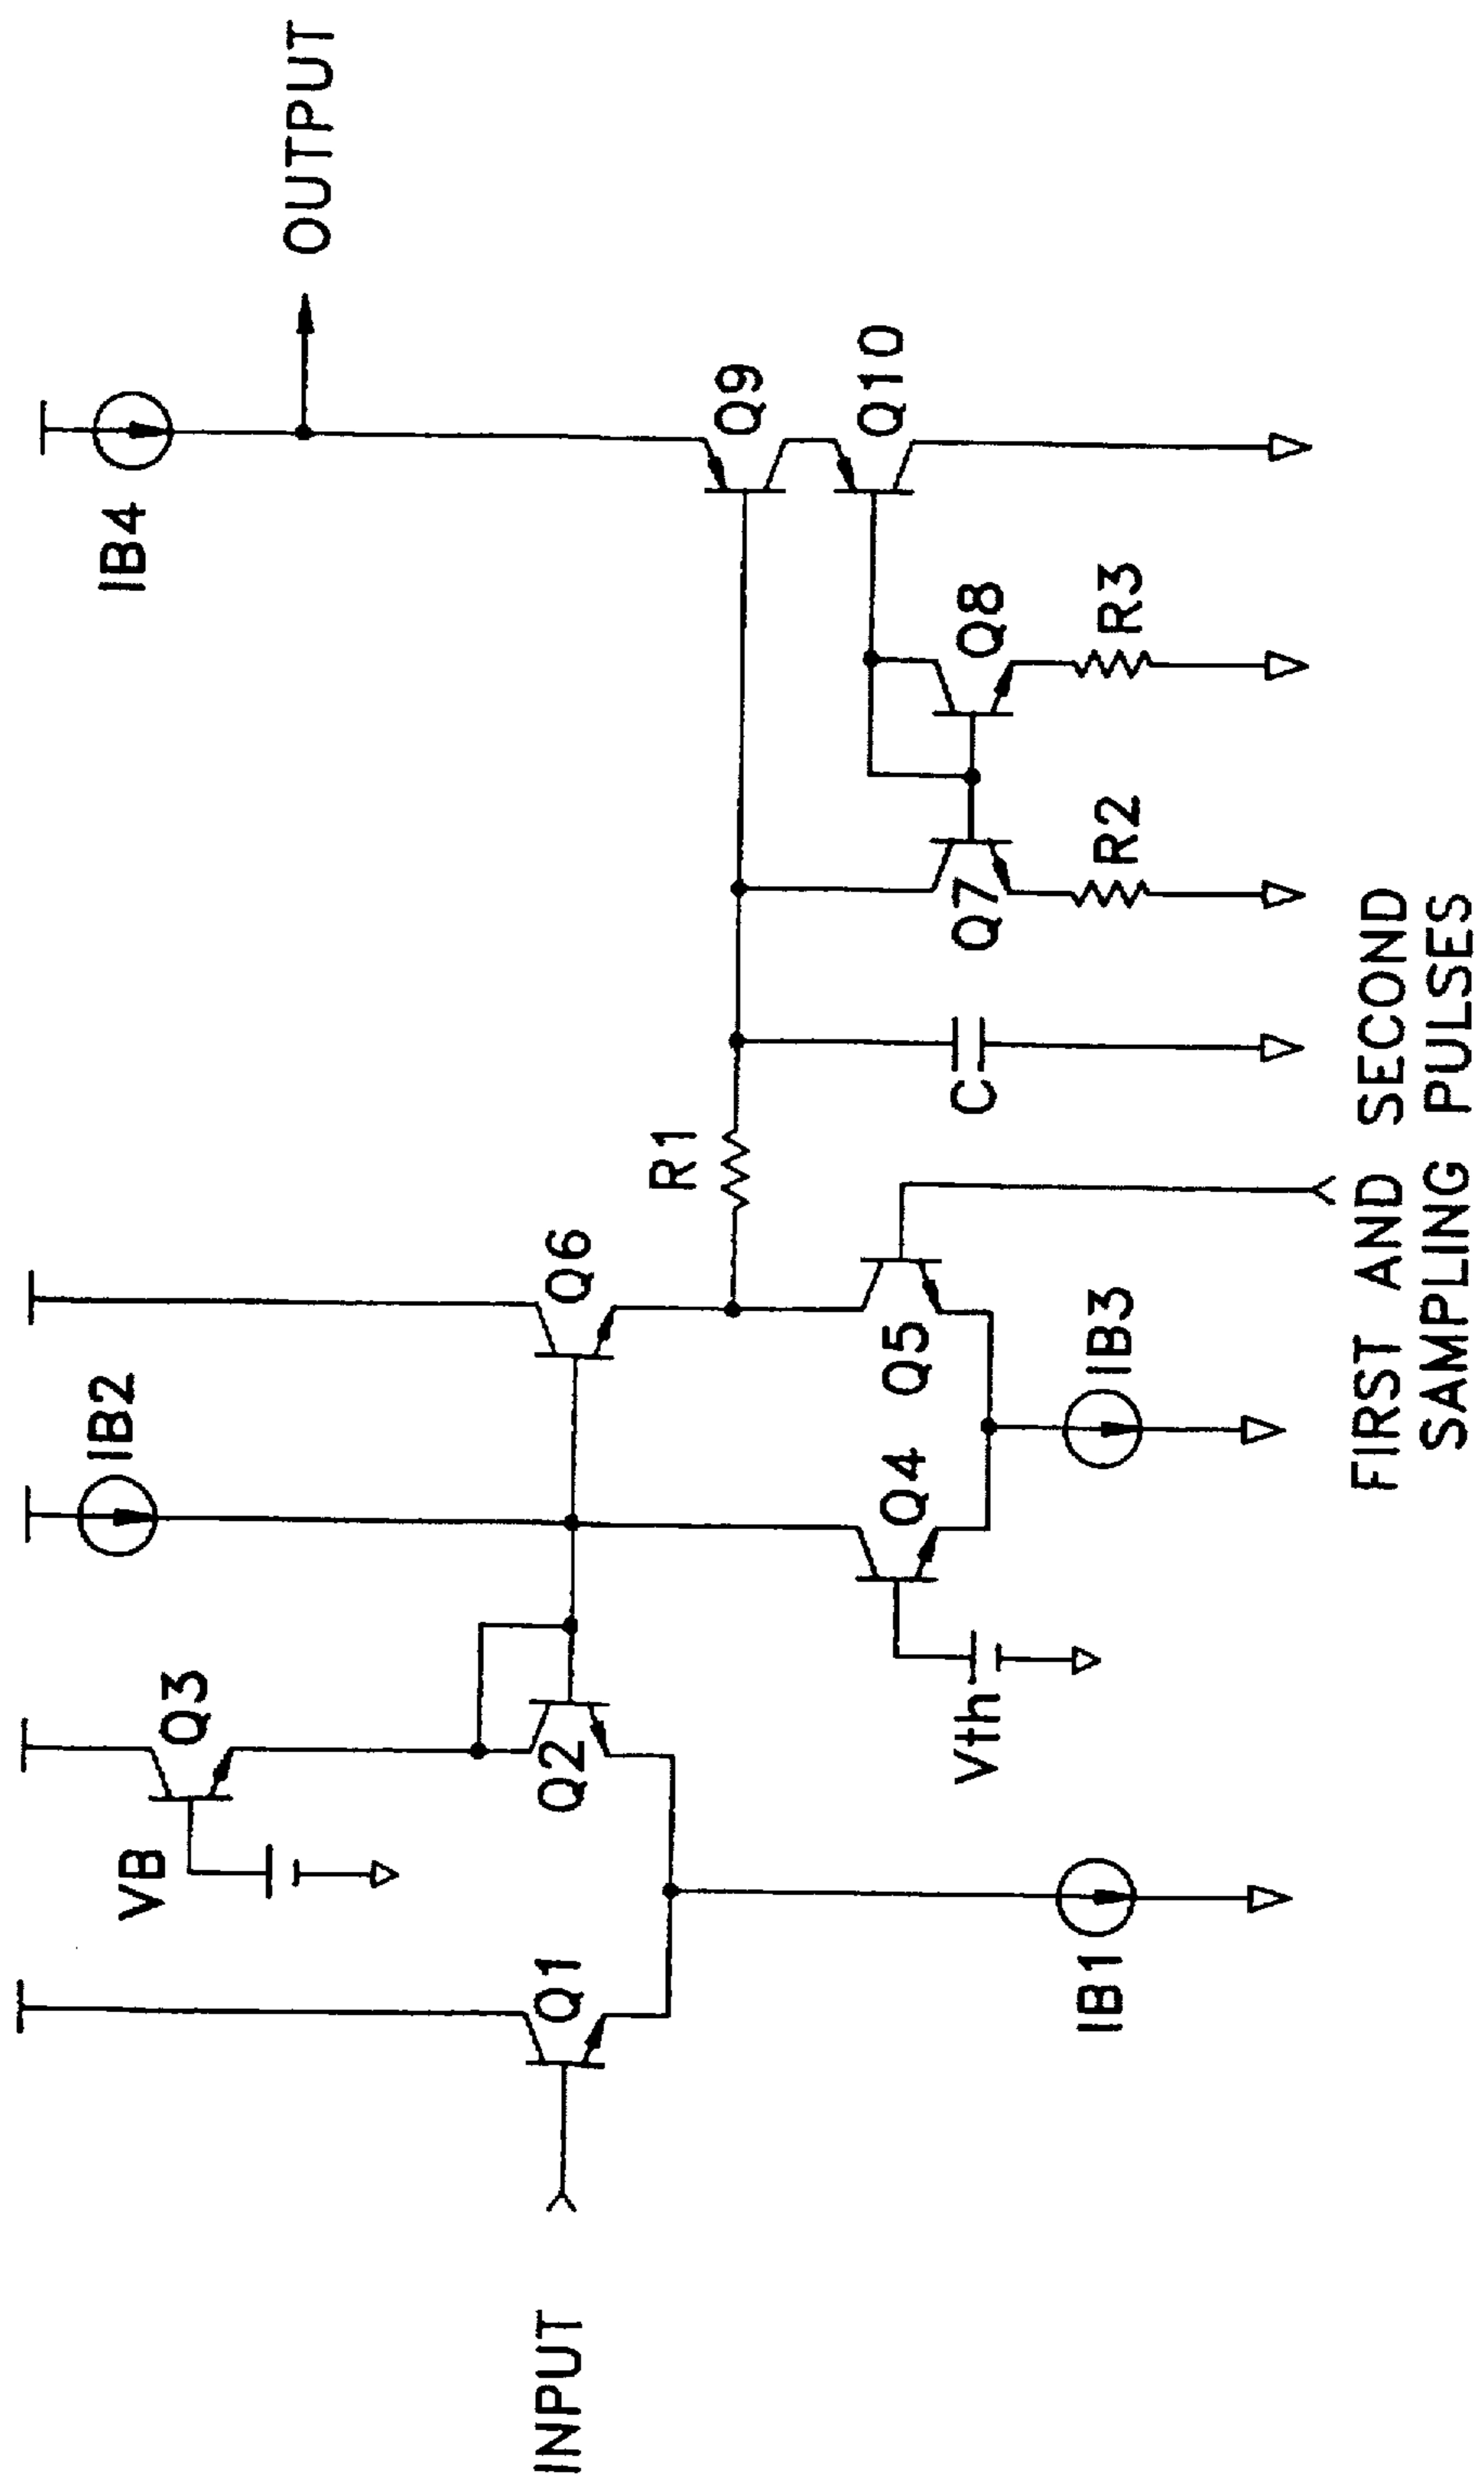 IB4
OUTPUT
IB2
VB
Q3
Q6
R1
Q9
Q10
INPUT
Q1
Q2
Q4
Q5
Q7
Q8
Vth
C
R2
R3
IB1
IB3
FIRST AND SECOND
SAMPLING PULSES